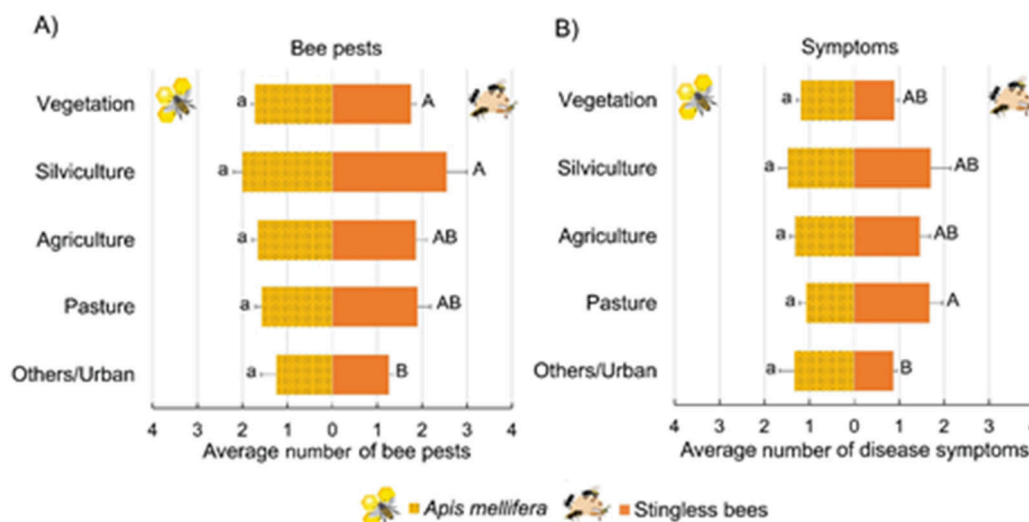 A)
Bee pests
Vegetation
a
A
Silviculture
a
A
Agriculture
a
AB
Pasture
a
AB
Others/Urban
a
B
4 3 2 1 0 1 2 3 4
Average number of bee pests
B)
Symptoms
Vegetation
a
AB
Silviculture
a
AB
Agriculture
a
AB
Pasture
a
A
Others/Urban
a
B
4 3 2 1 0 1 2 3
Average number of disease symptoms
Apis mellifera
Stingless bees